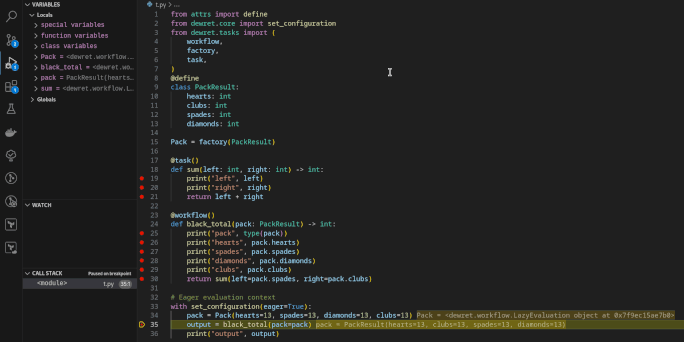 VARIABLES
Locals
special variables
function variables
class variables
Pack = <dewret.workflow...
black_total = <dewret.wo...
pack = PackResult(hearts...
sum = <dewret.workflow.L...
Globals
WATCH
CALL STACK Paused on breakpoint
<module> t.py 35:1
t.py > ...
1 from attrs import define
2 from dewret.core import set_configuration
3 from dewret.tasks import (
4 workflow,
5 factory,
6 task,
7 )
8 @define
9 class PackResult:
10 hearts: int
11 clubs: int
12 spades: int
13 diamonds: int
14
15 Pack = factory(PackResult)
16
17 @task()
18 def sum(left: int, right: int) -> int:
19 print("left", left)
20 print("right", right)
21 return left + right
22
23 @workflow()
24 def black_total(pack: PackResult) -> int:
25 print("pack", type(pack))
26 print("hearts", pack.hearts)
27 print("spades", pack.spades)
28 print("diamonds", pack.diamonds)
29 print("clubs", pack.clubs)
30 return sum(left=pack.spades, right=pack.clubs)
31
32 # Eager evaluation context
33 with set_configuration(eager=True):
34 pack = Pack(hearts=13, spades=13, diamonds=13, clubs=13) Pack = <dewret.workflow.LazyEvaluation object at 0x7f9ec15ae7b0>
35 output = black_total(pack=pack) pack = PackResult(hearts=13, clubs=13, spades=13, diamonds=13)
36 print("output", output)